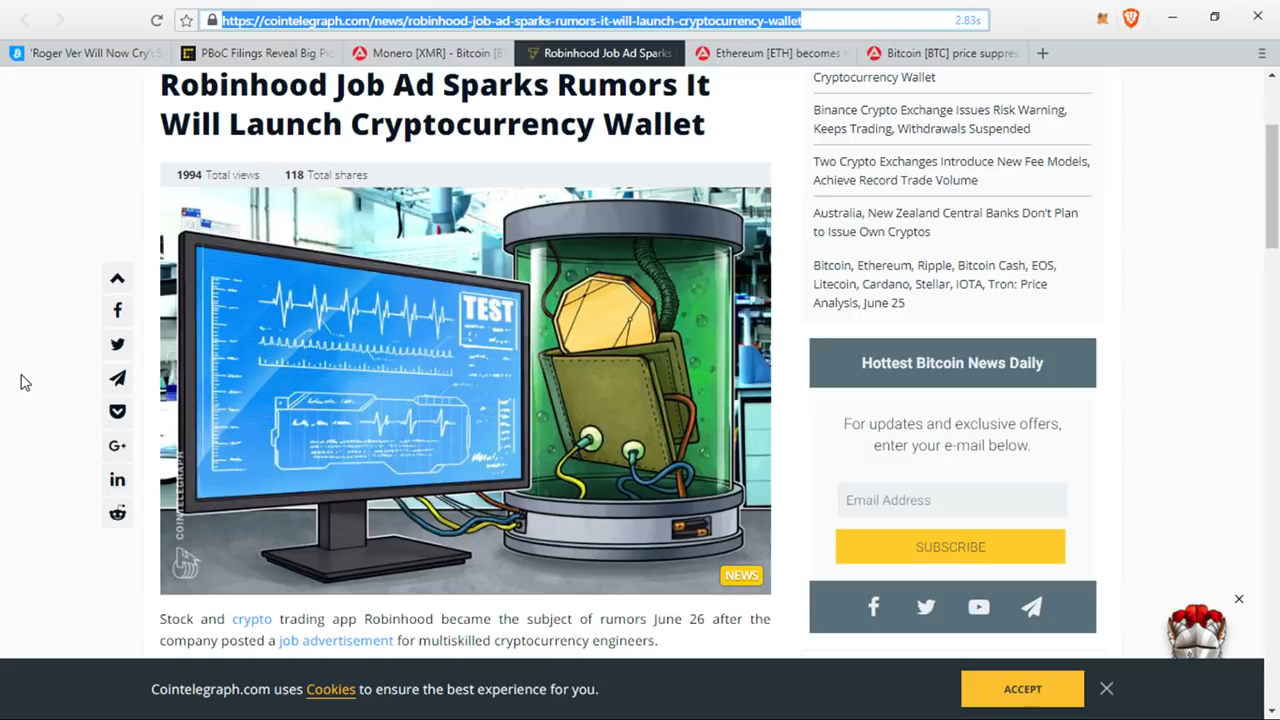 https://cointelegraph.com/news/robinhood-job-ad-sparks-rumors-it-will-launch-cryptocurrency-wallet
2.83s
'Roger Ver Will Now Cry'
PBoC Filings Reveal Big Pic
Monero [XMR] - Bitcoin [BT
Robinhood Job Ad Sparks
Ethereum [ETH] becomes
Bitcoin [BTC] price suppres
Robinhood Job Ad Sparks Rumors It
Will Launch Cryptocurrency Wallet
1994 Total views 118 Total shares
TEST
COINTELEGRAPH
NEWS
Stock and crypto trading app Robinhood became the subject of rumors June 26 after the
company posted a job advertisement for multiskilled cryptocurrency engineers.
Cryptocurrency Wallet
Binance Crypto Exchange Issues Risk Warning,
Keeps Trading, Withdrawals Suspended
Two Crypto Exchanges Introduce New Fee Models,
Achieve Record Trade Volume
Australia, New Zealand Central Banks Don't Plan
to Issue Own Cryptos
Bitcoin, Ethereum, Ripple, Bitcoin Cash, EOS,
Litecoin, Cardano, Stellar, IOTA, Tron: Price
Analysis, June 25
Hottest Bitcoin News Daily
For updates and exclusive offers,
enter your e-mail below.
Email Address
SUBSCRIBE
Cointelegraph.com uses Cookies to ensure the best experience for you.
ACCEPT